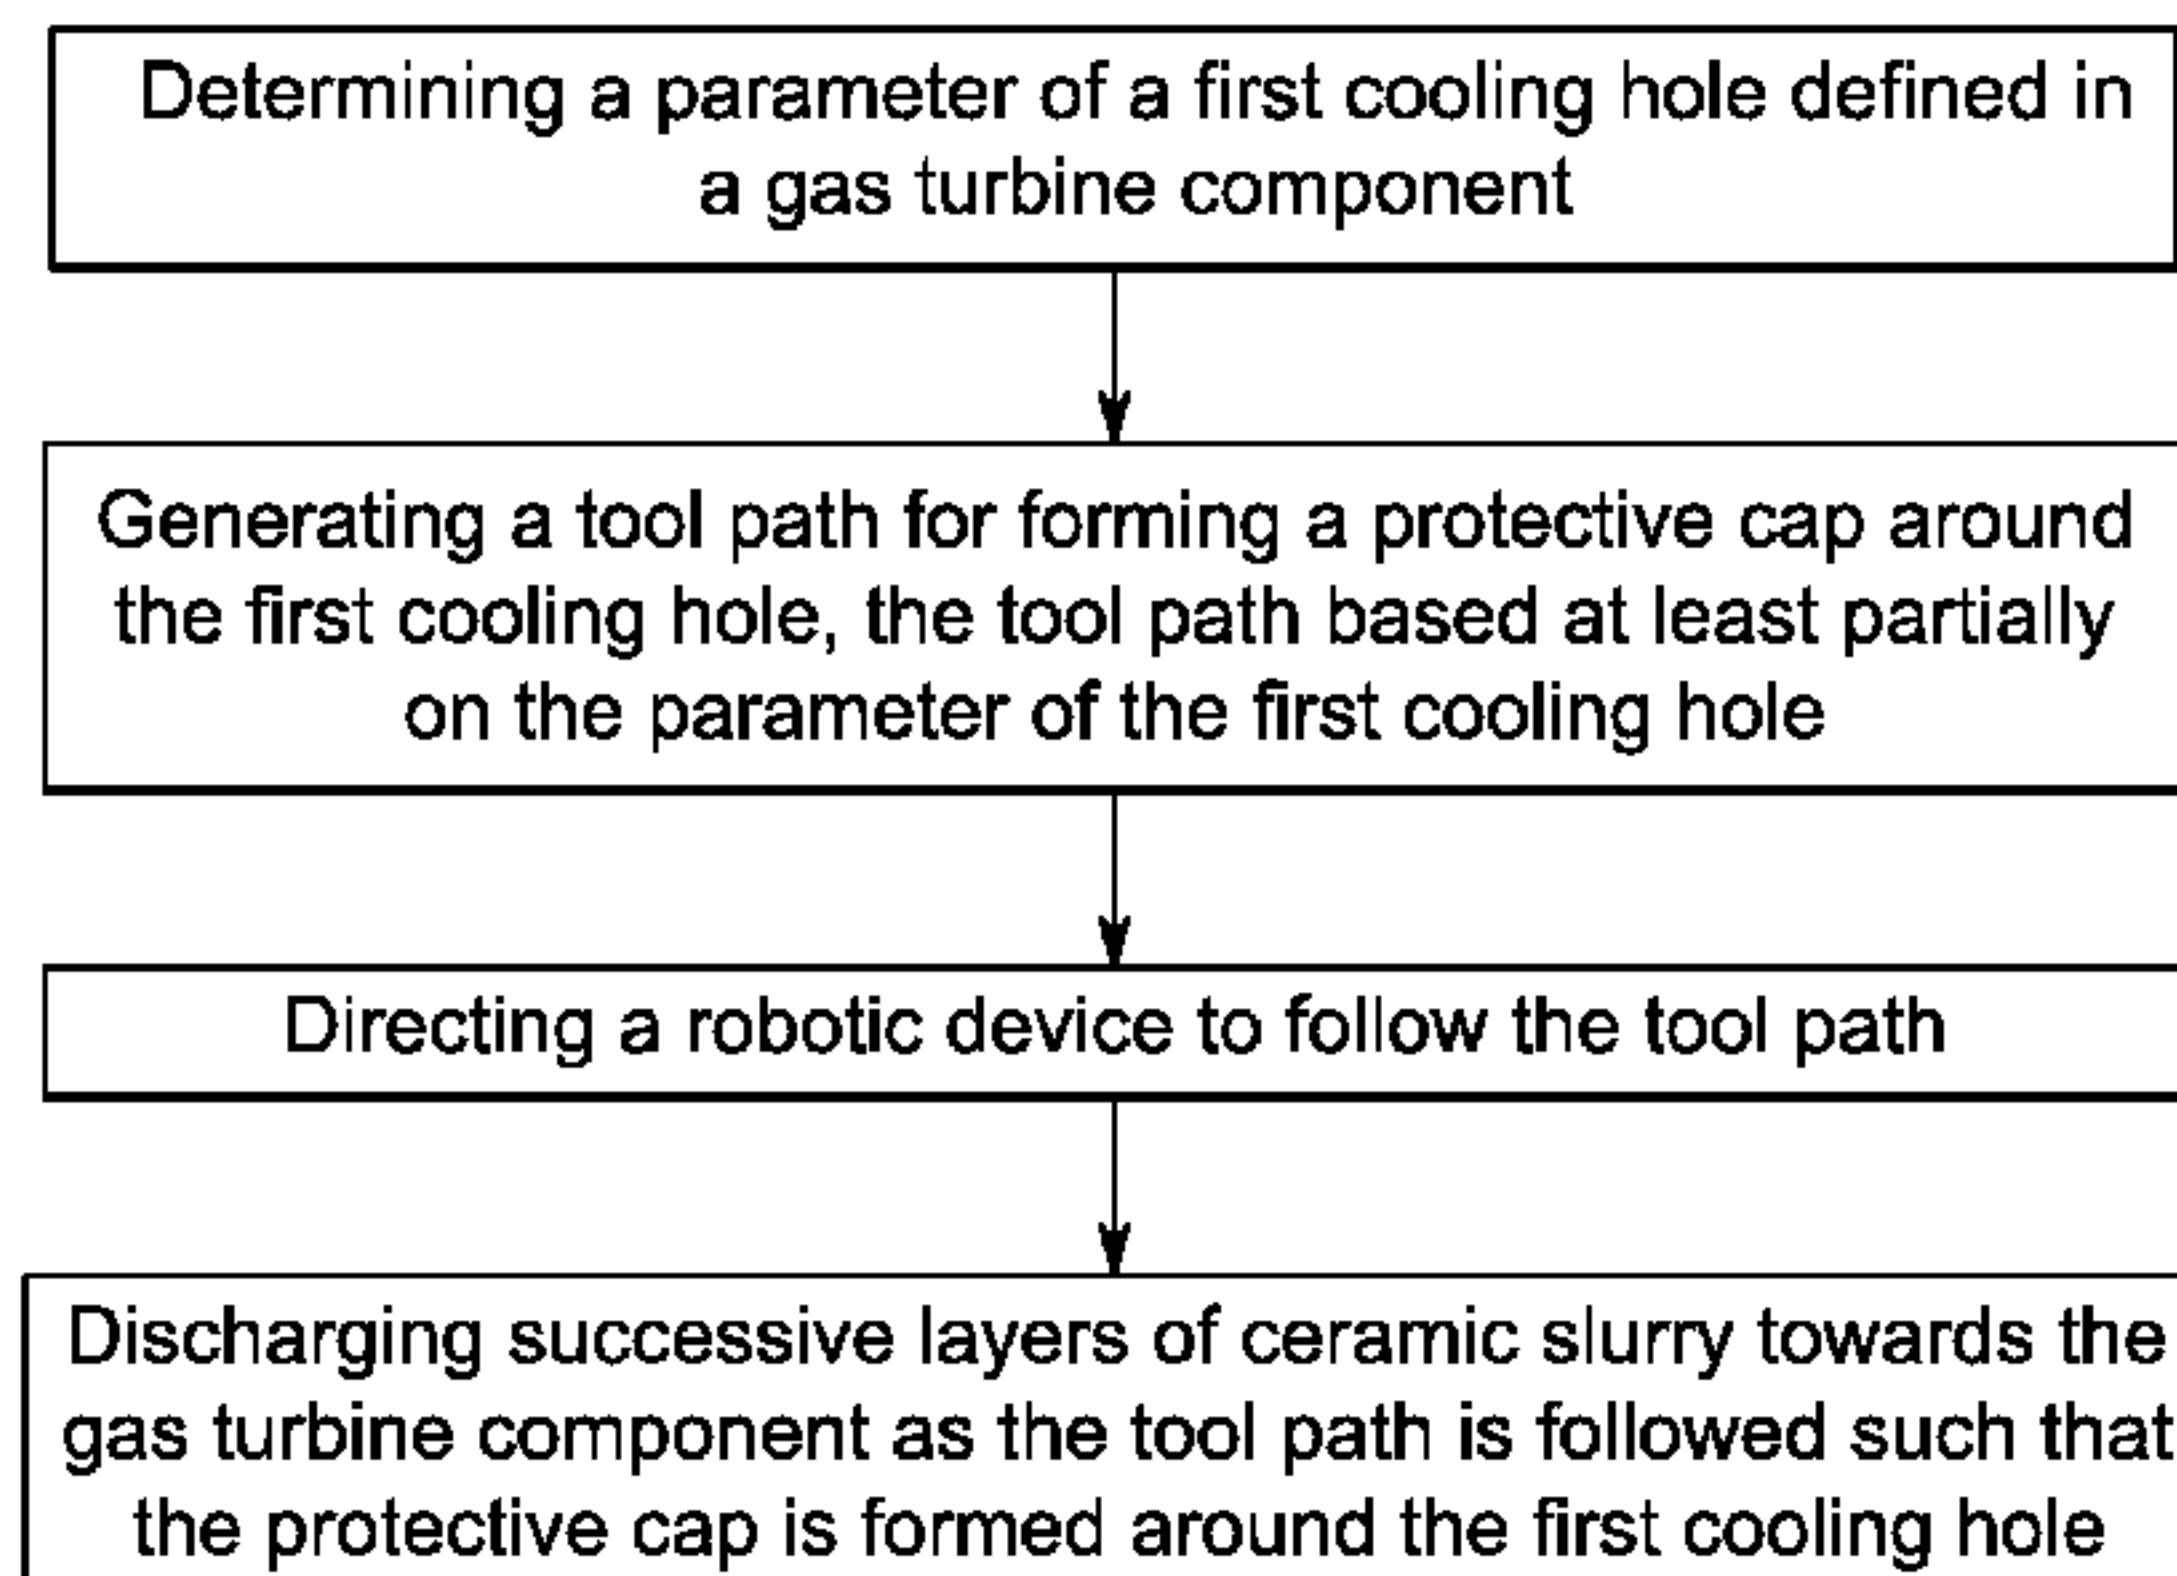 Determining a parameter of a first cooling hole defined in
a gas turbine component
Generating a tool path for forming a protective cap around
the first cooling hole, the tool path based at least partially
on the parameter of the first cooling hole
Directing a robotic device to follow the tool path
Discharging successive layers of ceramic slurry towards the
gas turbine component as the tool path is followed such that
the protective cap is formed around the first cooling hole